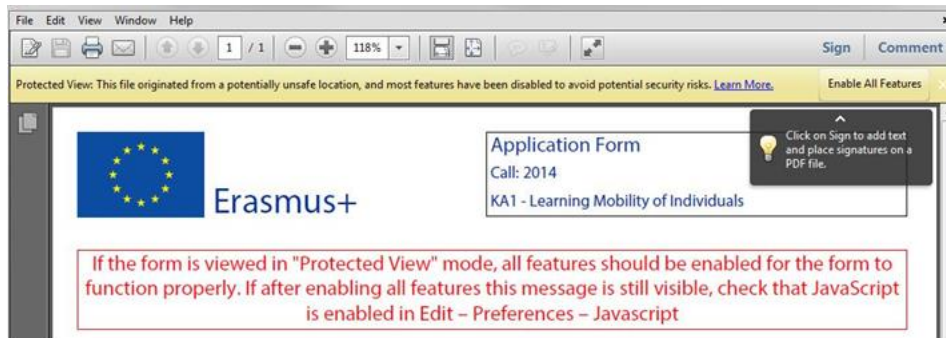 File Edit View Window Help
1 / 1 118% Sign Comment
Protected View: This file originated from a potentially unsafe location, and most features have been disabled to avoid potential security risks. Learn More. Enable All Features
Click on Sign to add text
and place signatures on a
PDF file.
Application Form
Call: 2014
KA1 - Learning Mobility of Individuals
Erasmus+
If the form is viewed in "Protected View" mode, all features should be enabled for the form to
function properly. If after enabling all features this message is still visible, check that JavaScript
is enabled in Edit – Preferences – Javascript